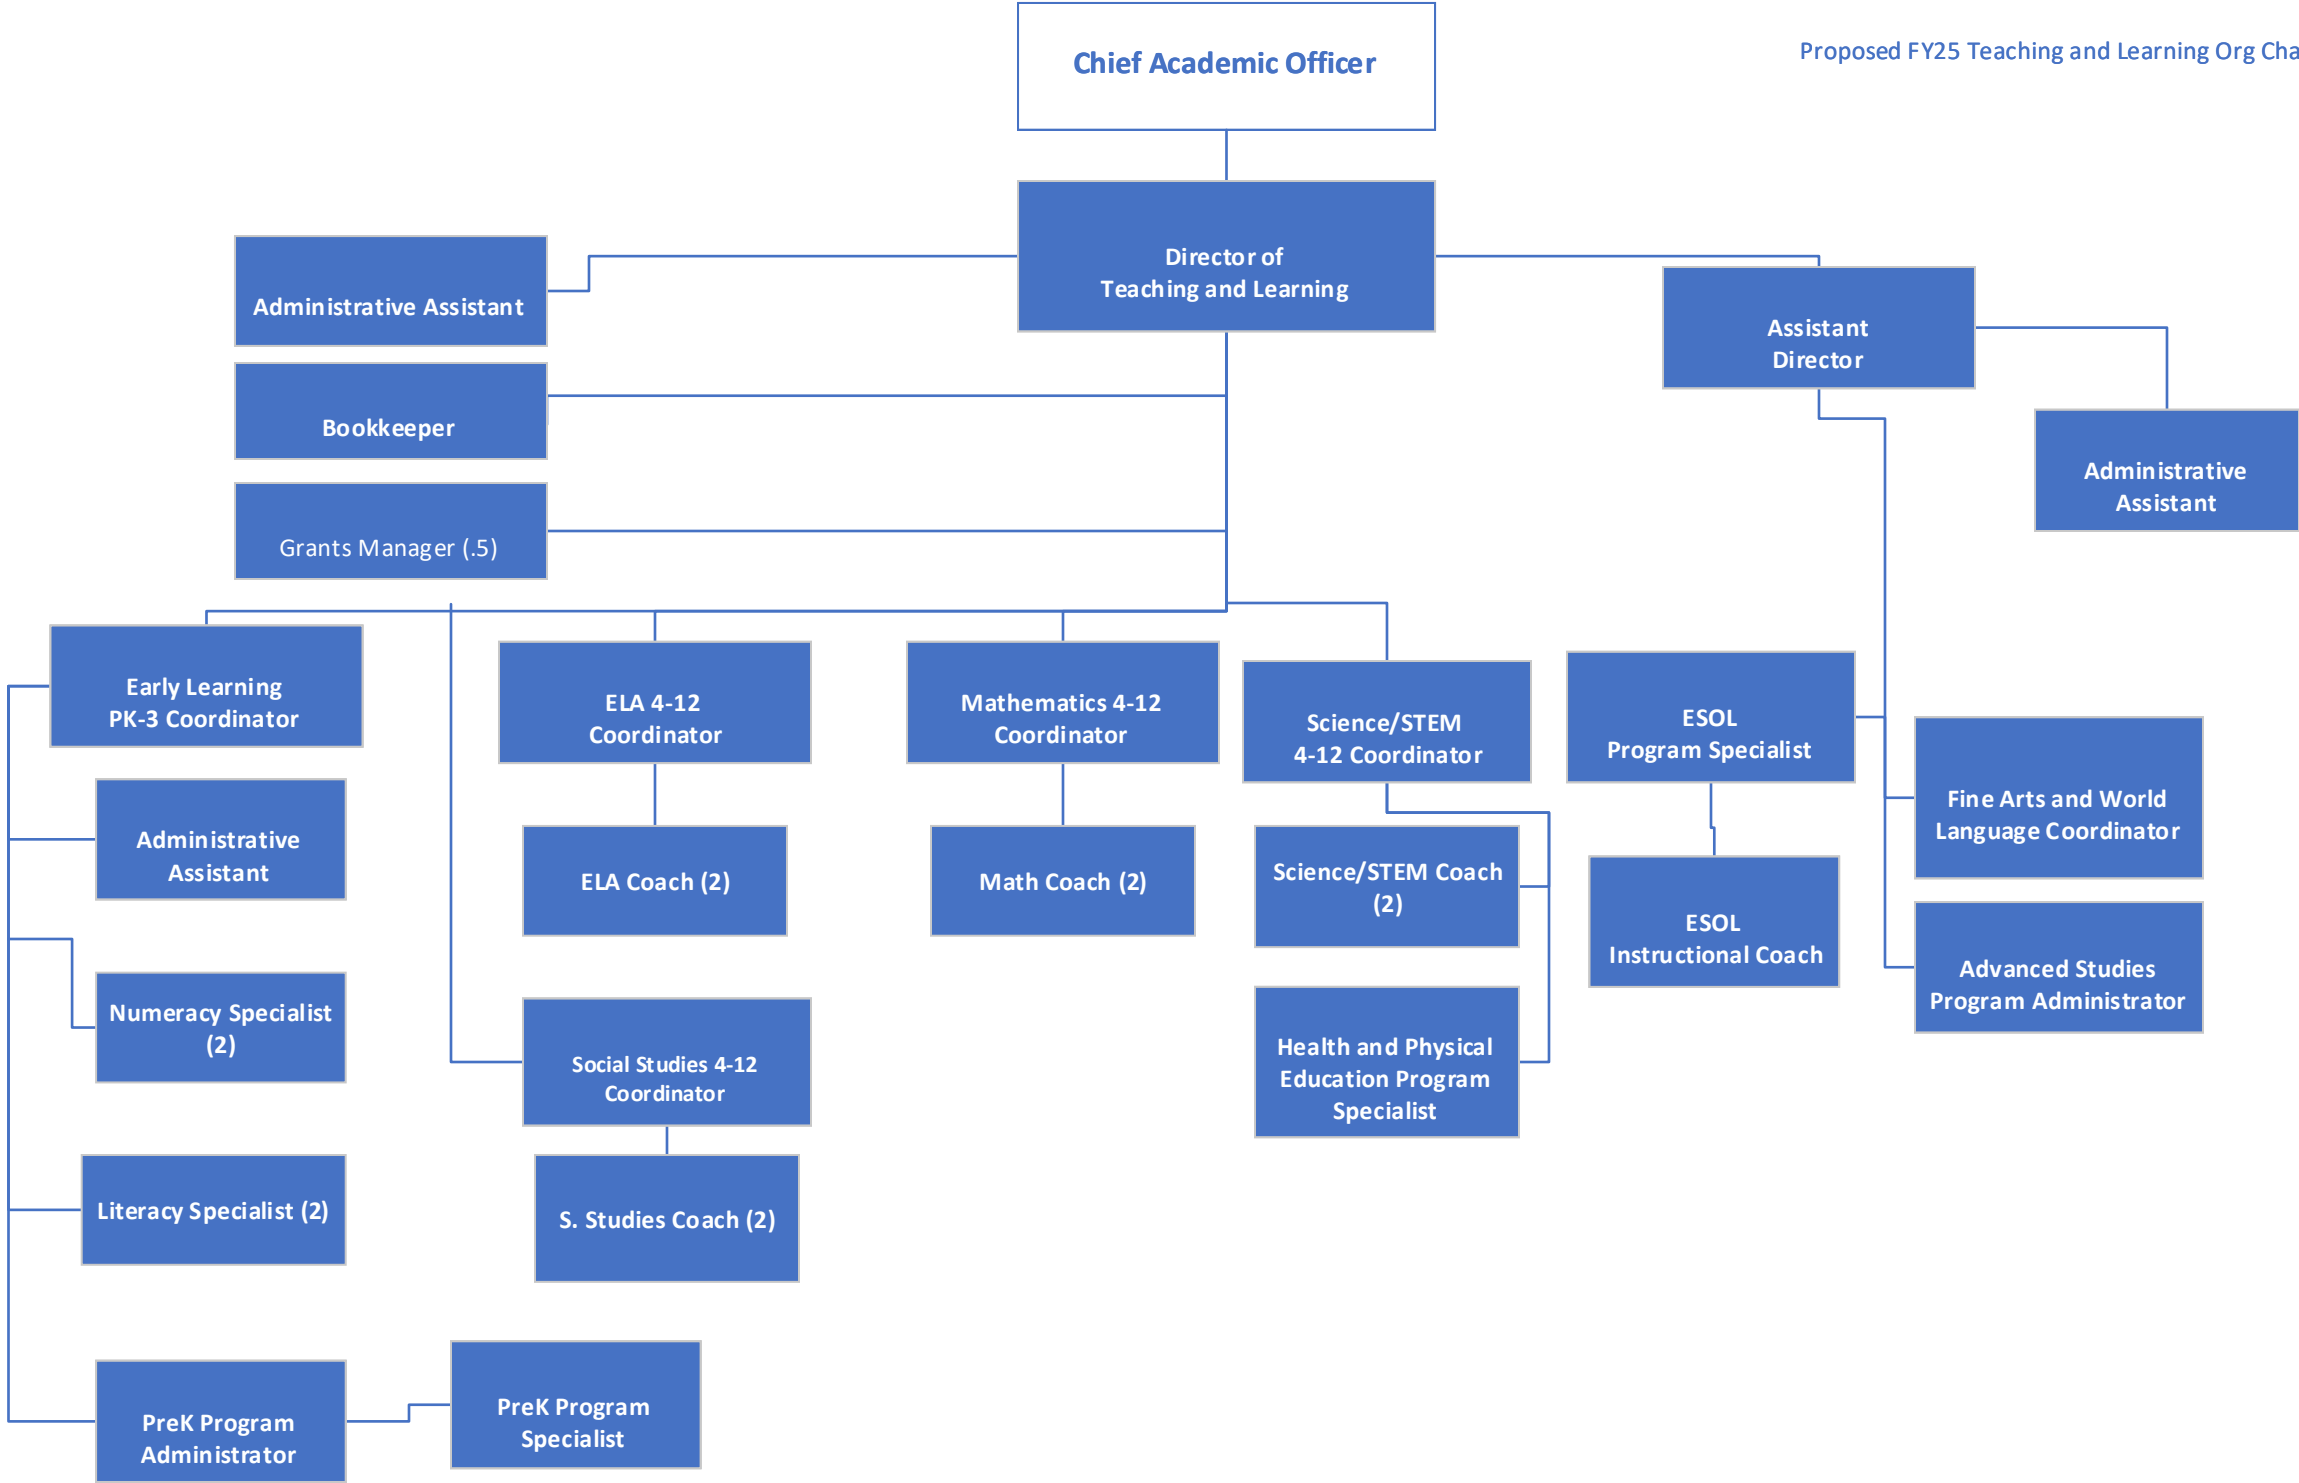 Chief Academic Officer
Proposed FY25 Teaching and Learning Org Cha
Director of
Teaching and Learning
Administrative Assistant
Assistant
Director
Bookkeeper
Administrative
Assistant
Grants Manager (.5)
Early Learning
PK-3 Coordinator
ELA 4-12
Coordinator
Mathematics 4-12
Coordinator
Science/STEM
4-12 Coordinator
ESOL
Program Specialist
Fine Arts and World
Language Coordinator
Administrative
Assistant
ELA Coach (2)
Math Coach (2)
Science/STEM Coach
(2)
ESOL
Instructional Coach
Advanced Studies
Program Administrator
Numeracy Specialist
(2)
Social Studies 4-12
Coordinator
Health and Physical
Education Program
Specialist
Literacy Specialist (2)
S. Studies Coach (2)
PreK Program
Administrator
PreK Program
Specialist